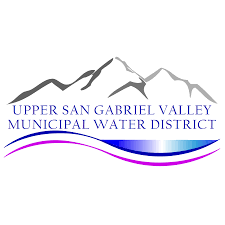 UPPER SAN GABRIEL VALLEY
MUNICIPAL WATER DISTRICT